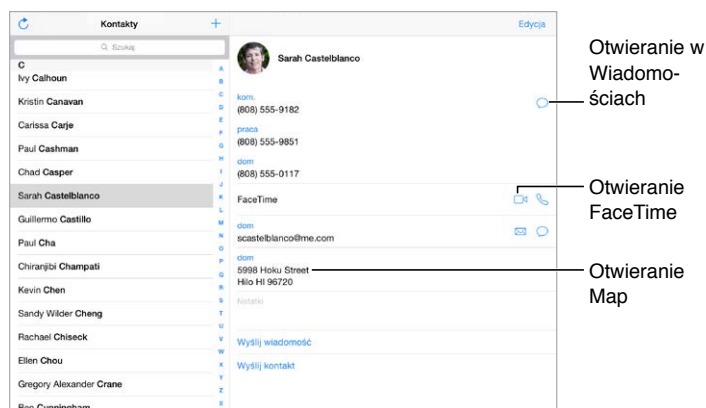 Kontakty
+
Edycja
Szukaj
C
Ivy Calhoun
Kristin Canavan
Carissa Carje
Paul Cashman
Chad Casper
Sarah Castelblanco
Guillermo Castillo
Paul Cha
Chiranjibi Champati
Kevin Chen
Sandy Wilder Cheng
Rachael Chiseck
Ellen Chou
Gregory Alexander Crane
Ben Cunningham
A
B
C
D
E
F
G
H
I
J
K
L
M
N
O
P
Q
R
S
T
U
V
W
X
Y
Z
Sarah Castelblanco
kom.
(808) 555-9182
praca
(808) 555-9851
dom
(808) 555-0117
FaceTime
dom
scastelblanco@me.com
dom
5998 Hoku Street
Hilo HI 96720
Notatki
Wyślij wiadomość
Wyślij kontakt
Otwieranie w
Wiadomo-
ściach
Otwieranie
FaceTime
Otwieranie
Map